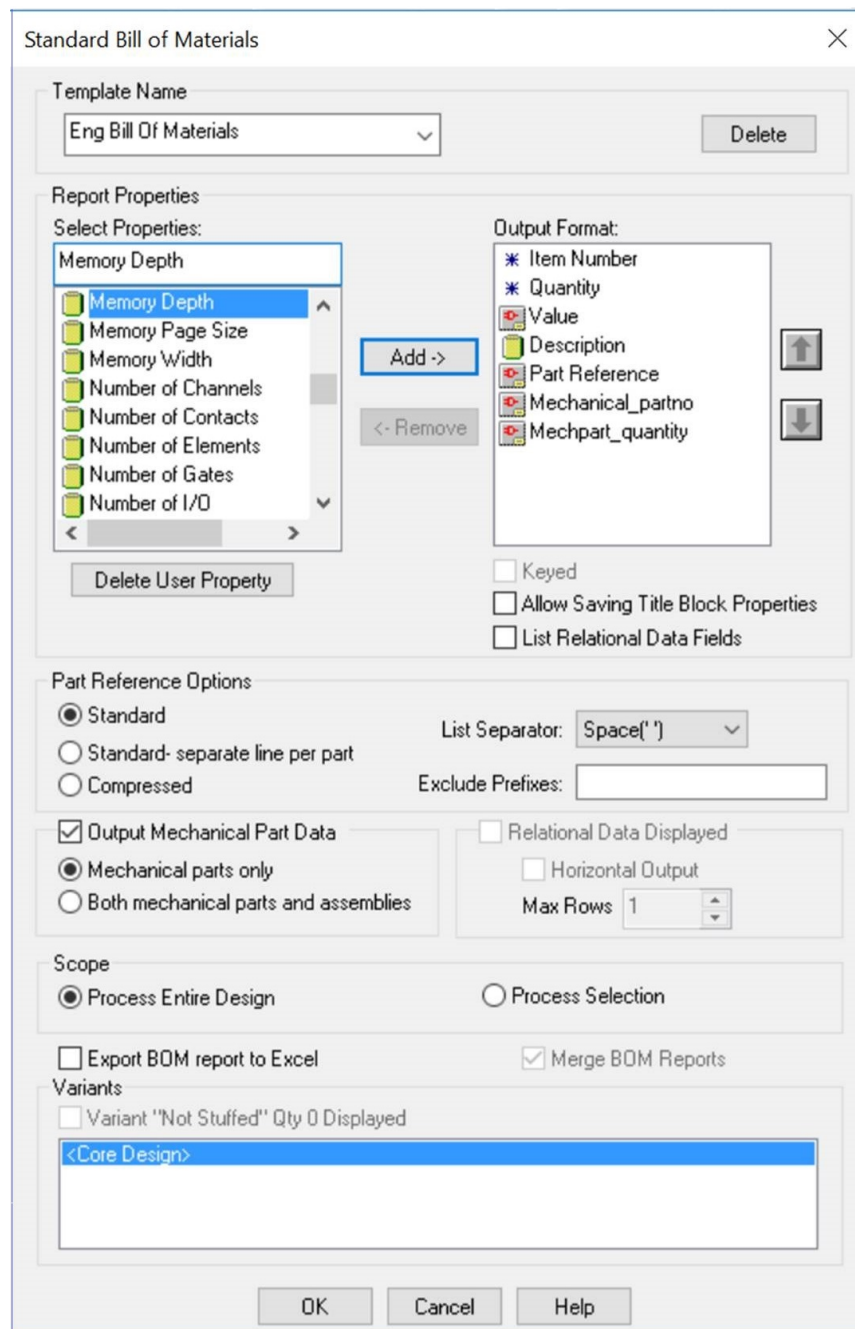 Standard Bill of Materials
Template Name
Eng Bill Of Materials
Delete
Report Properties
Select Properties:
Memory Depth
Memory Depth
Memory Page Size
Memory Width
Number of Channels
Number of Contacts
Number of Elements
Number of Gates
Number of I/O
Delete User Property
Add ->
<- Remove
Output Format:
Item Number
Quantity
Value
Description
Part Reference
Mechanical_partno
Mechpart_quantity
Keyed
Allow Saving Title Block Properties
List Relational Data Fields
Part Reference Options
Standard
Standard- separate line per part
Compressed
List Separator: Space(' ')
Exclude Prefixes:
Output Mechanical Part Data
Mechanical parts only
Both mechanical parts and assemblies
Relational Data Displayed
Horizontal Output
Max Rows 1
Scope
Process Entire Design
Process Selection
Export BOM report to Excel
Merge BOM Reports
Variants
Variant "Not Stuffed" Qty 0 Displayed
<Core Design>
OK
Cancel
Help